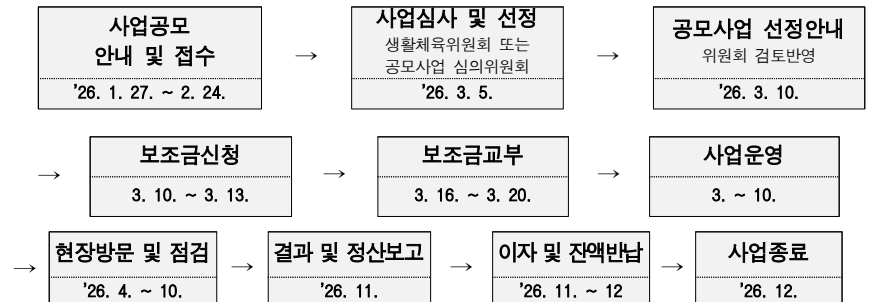 사업공모
안내 및 접수
'26. 1. 27. ~ 2. 24.
→
사업심사 및 선정
생활체육위원회 또는
공모사업 심의위원회
'26. 3. 5.
→
공모사업 선정안내
위원회 검토반영
'26. 3. 10.
→
보조금신청
3. 10. ~ 3. 13.
→
보조금교부
3. 16. ~ 3. 20.
→
사업운영
3. ~ 10.
→
현장방문 및 점검
'26. 4. ~ 10.
→
결과 및 정산보고
'26. 11.
→
이자 및 잔액반납
'26. 11. ~ 12
→
사업종료
'26. 12.